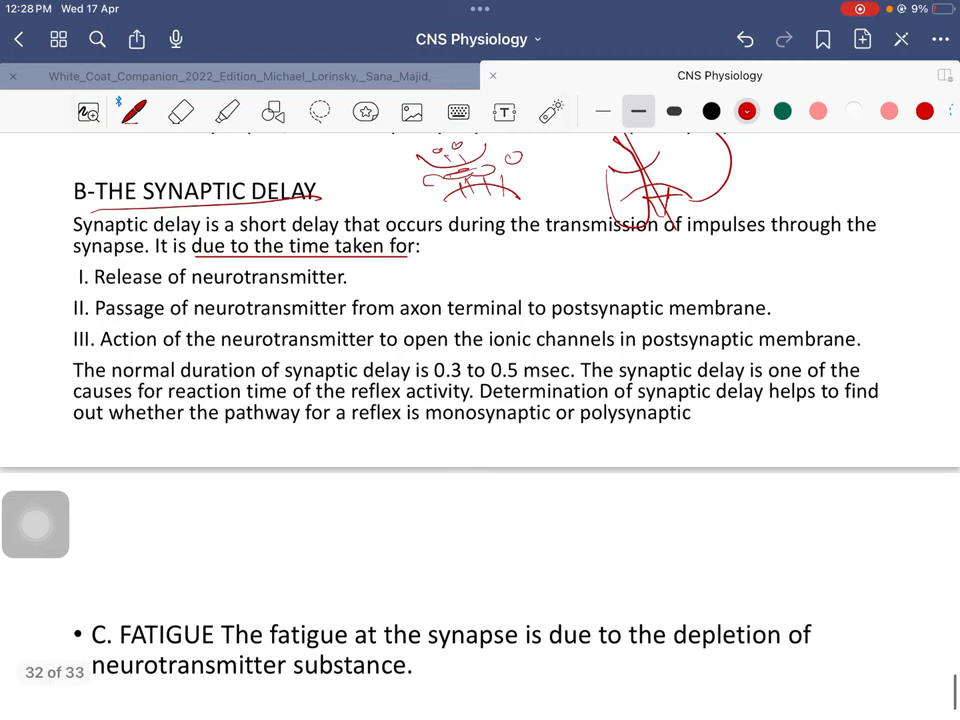 12:28 PM Wed 17 Apr
9%
CNS Physiology
White_Coat_Companion_2022_Edition_Michael_Lorinsky,_Sana_Majid,
CNS Physiology
B-THE SYNAPTIC DELAY
Synaptic delay is a short delay that occurs during the transmission of impulses through the
synapse. It is due to the time taken for:
I. Release of neurotransmitter.
II. Passage of neurotransmitter from axon terminal to postsynaptic membrane.
III. Action of the neurotransmitter to open the ionic channels in postsynaptic membrane.
The normal duration of synaptic delay is 0.3 to 0.5 msec. The synaptic delay is one of the
causes for reaction time of the reflex activity. Determination of synaptic delay helps to find
out whether the pathway for a reflex is monosynaptic or polysynaptic
• C. FATIGUE The fatigue at the synapse is due to the depletion of
neurotransmitter substance.
32 of 33